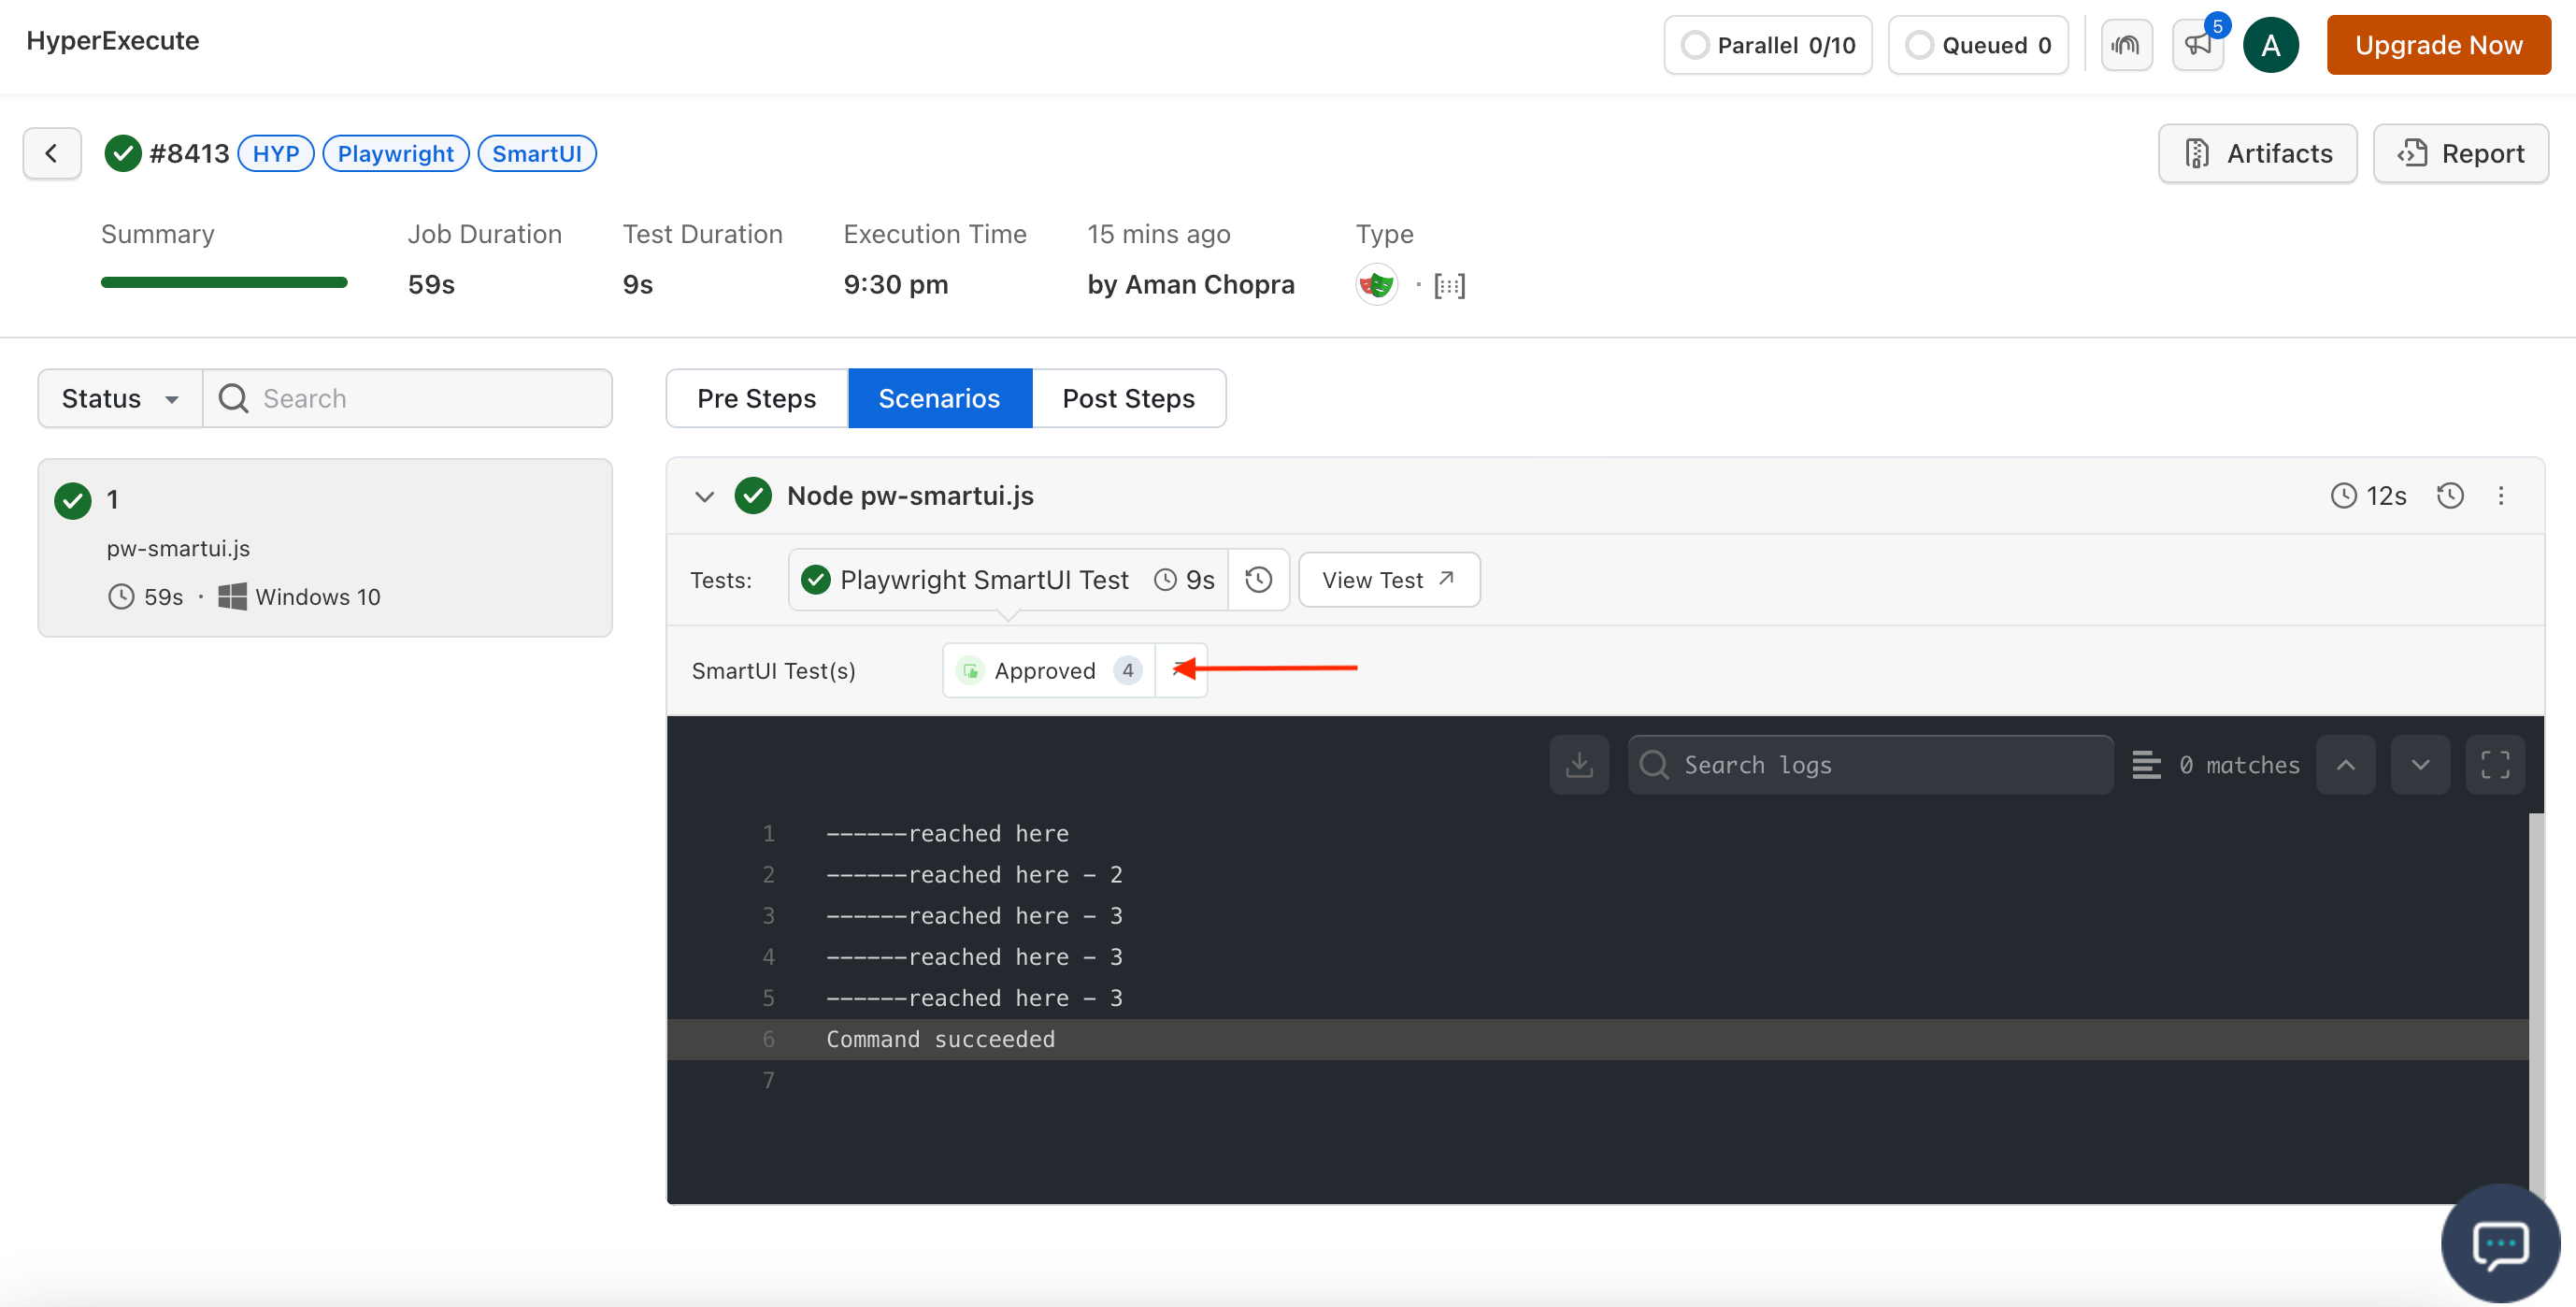 HyperExecute
Parallel 0/10
Queued 0
5
A
Upgrade Now
#8413 HYP Playwright SmartUI
Artifacts
Report
Summary
Job Duration
Test Duration
Execution Time
15 mins ago
Type
59s
9s
9:30 pm
by Aman Chopra
Status
Search
Pre Steps
Scenarios
Post Steps
1
pw-smartui.js
59s · Windows 10
Node pw-smartui.js
12s
Tests:
Playwright SmartUI Test
9s
View Test
SmartUI Test(s)
Approved 4
Search logs
0 matches
1 ------reached here
2 ------reached here - 2
3 ------reached here - 3
4 ------reached here - 3
5 ------reached here - 3
6 Command succeeded
7